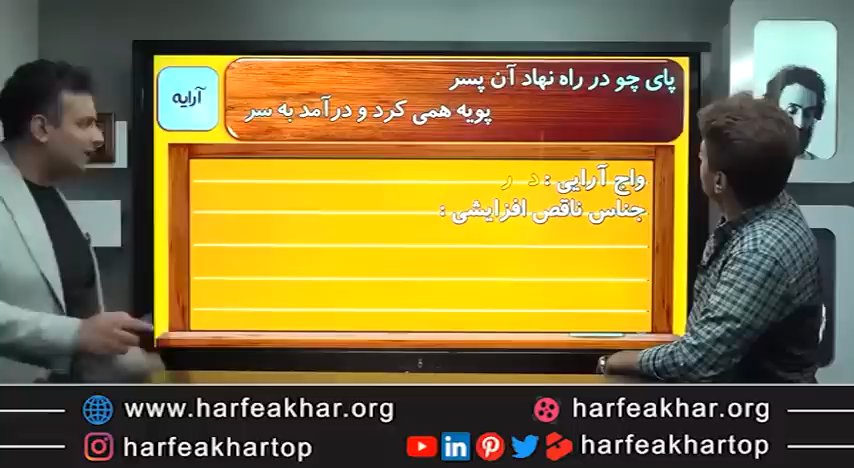 پای چو در راه نهاد آن پسر
پویه همی کرد و درآمد به سر
آرایه
واج آرایی : د ر
جناس ناقص افزایشی :
www.harfeakhar.org
harfeakhar.org
harfeakhartop
harfeakhartop